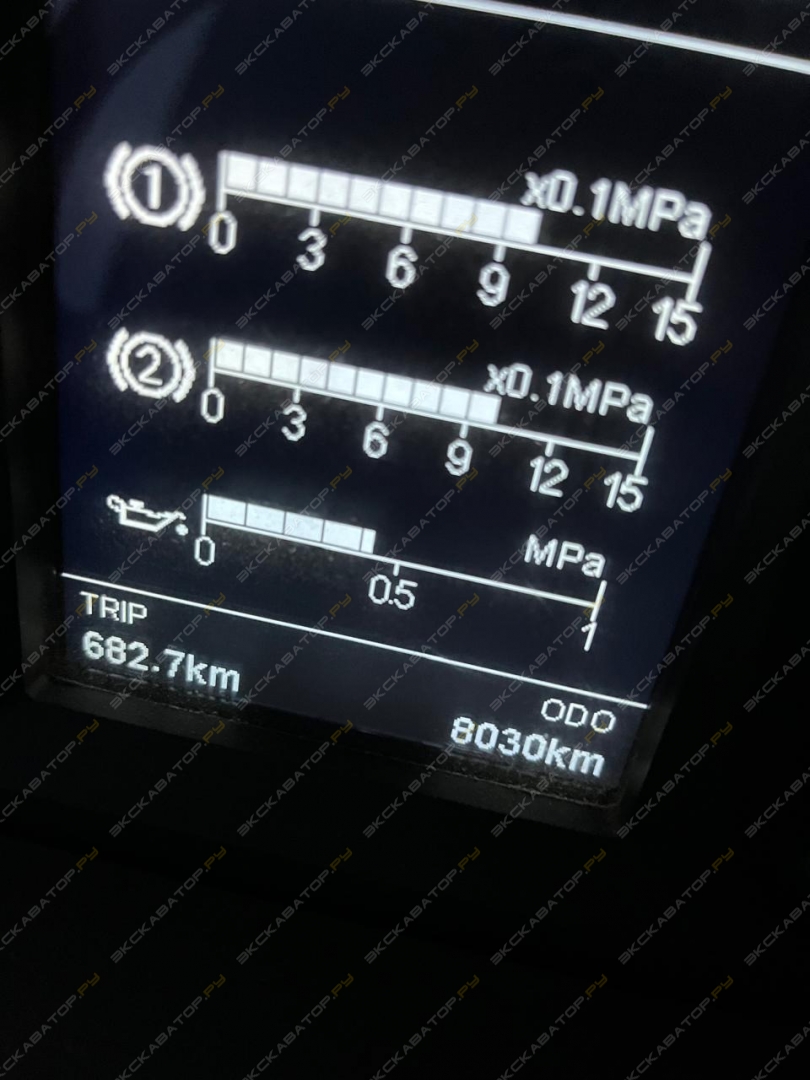 1
x0.1MPa
0 3 6 9 12 15
2
x0.1MPa
0 3 6 9 12 15
MPa
0 0.5 1
TRIP
682.7km
ODO
8030km
ЭКСКАВАТОР.РУ